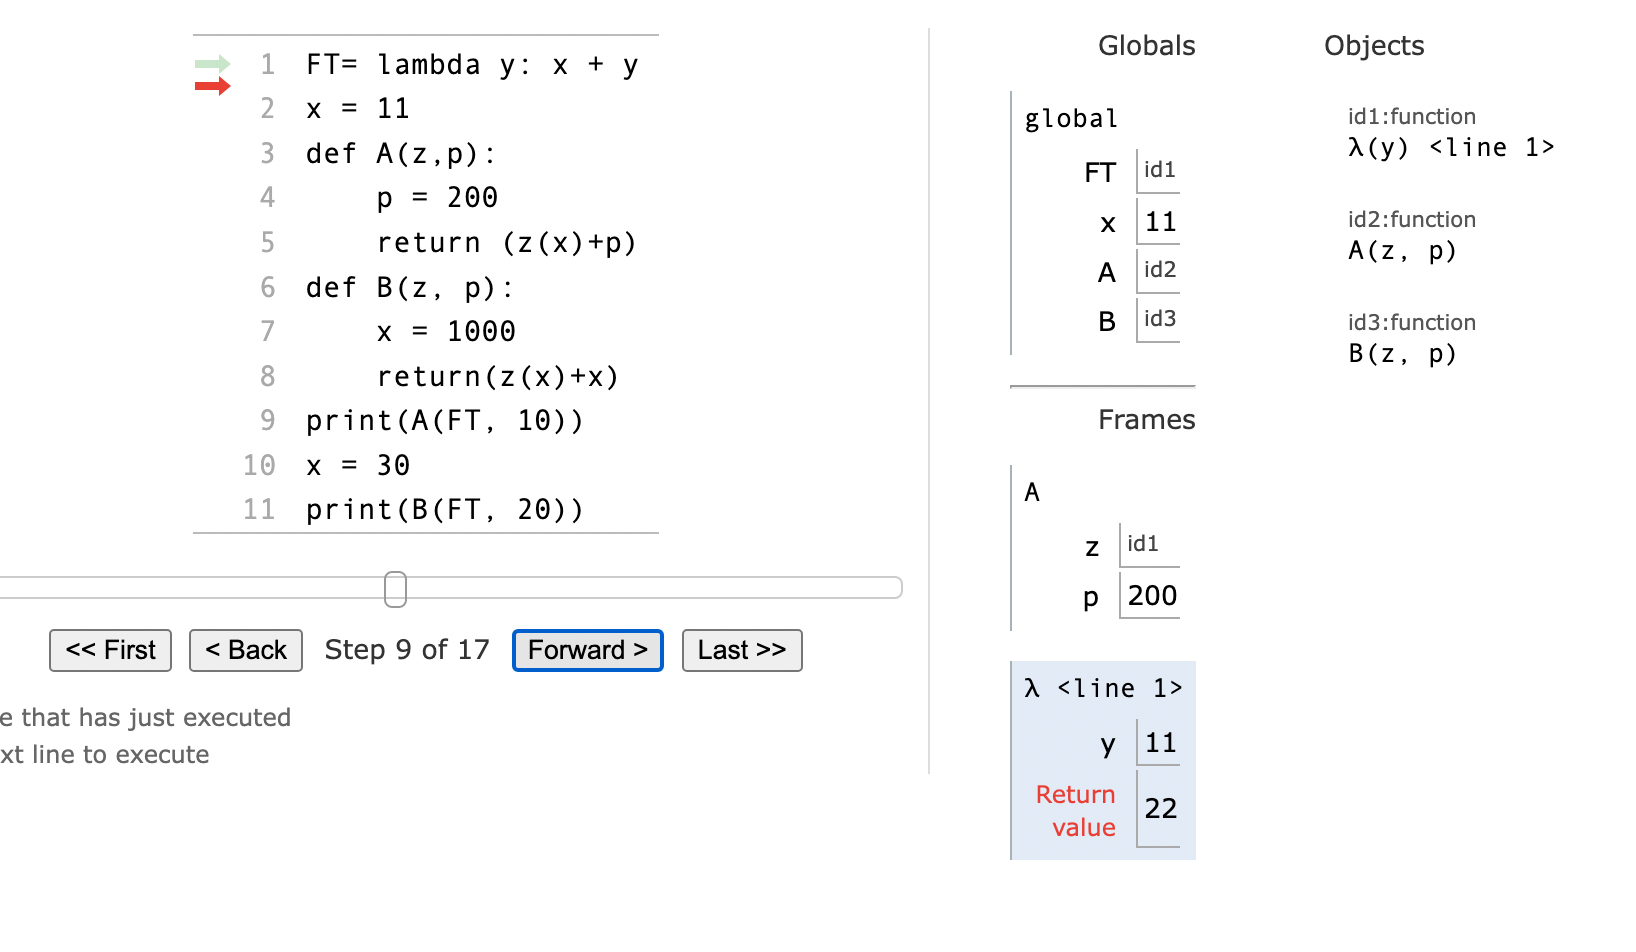 1 FT= lambda y: x + y
2 x = 11
3 def A(z,p):
4     p = 200
5     return (z(x)+p)
6 def B(z, p):
7     x = 1000
8     return(z(x)+x)
9 print(A(FT, 10))
10 x = 30
11 print(B(FT, 20))
<< First < Back Step 9 of 17 Forward > Last >>
e that has just executed
xt line to execute
Globals
global
FT id1
x 11
A id2
B id3
Frames
A
z id1
p 200
λ <line 1>
y 11
Return
value 22
Objects
id1:function
λ(y) <line 1>
id2:function
A(z, p)
id3:function
B(z, p)